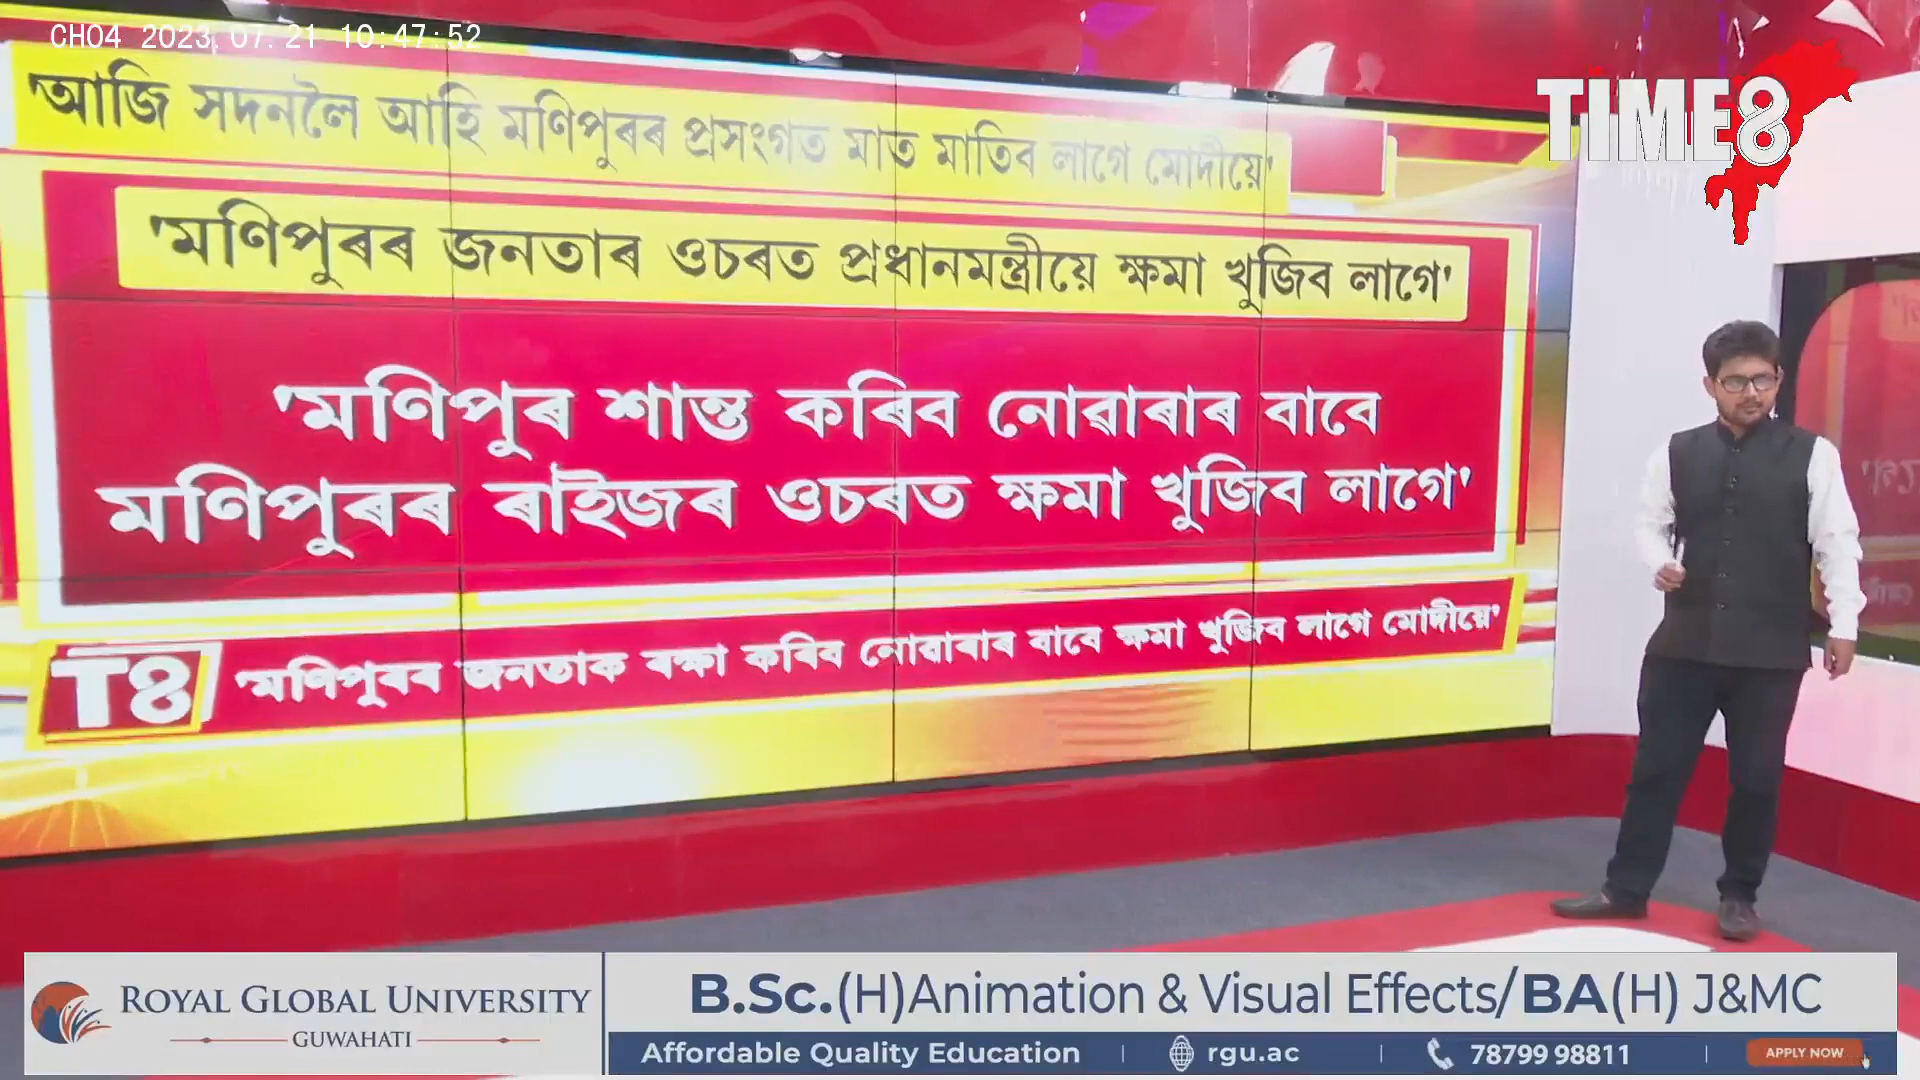 CH04 2023.07.21 10:47:52
TIME8
'আজি সদনলৈ আহি মণিপুৰৰ প্ৰসংগত মাত মাতিব লাগে মোদীয়ে'
'মণিপুৰৰ জনতাৰ ওচৰত প্ৰধানমন্ত্ৰীয়ে ক্ষমা খুজিব লাগে'
'মণিপুৰ শান্ত কৰিব নোৱাৰাৰ বাবে
মণিপুৰৰ ৰাইজৰ ওচৰত ক্ষমা খুজিব লাগে'
T8 'মণিপুৰৰ জনতাক ৰক্ষা কৰিব নোৱাৰাৰ বাবে ক্ষমা খুজিব লাগে মোদীয়ে'
ROYAL GLOBAL UNIVERSITY
GUWAHATI
B.Sc.(H)Animation & Visual Effects/BA(H) J&MC
Affordable Quality Education | rgu.ac | 78799 98811 | APPLY NOW